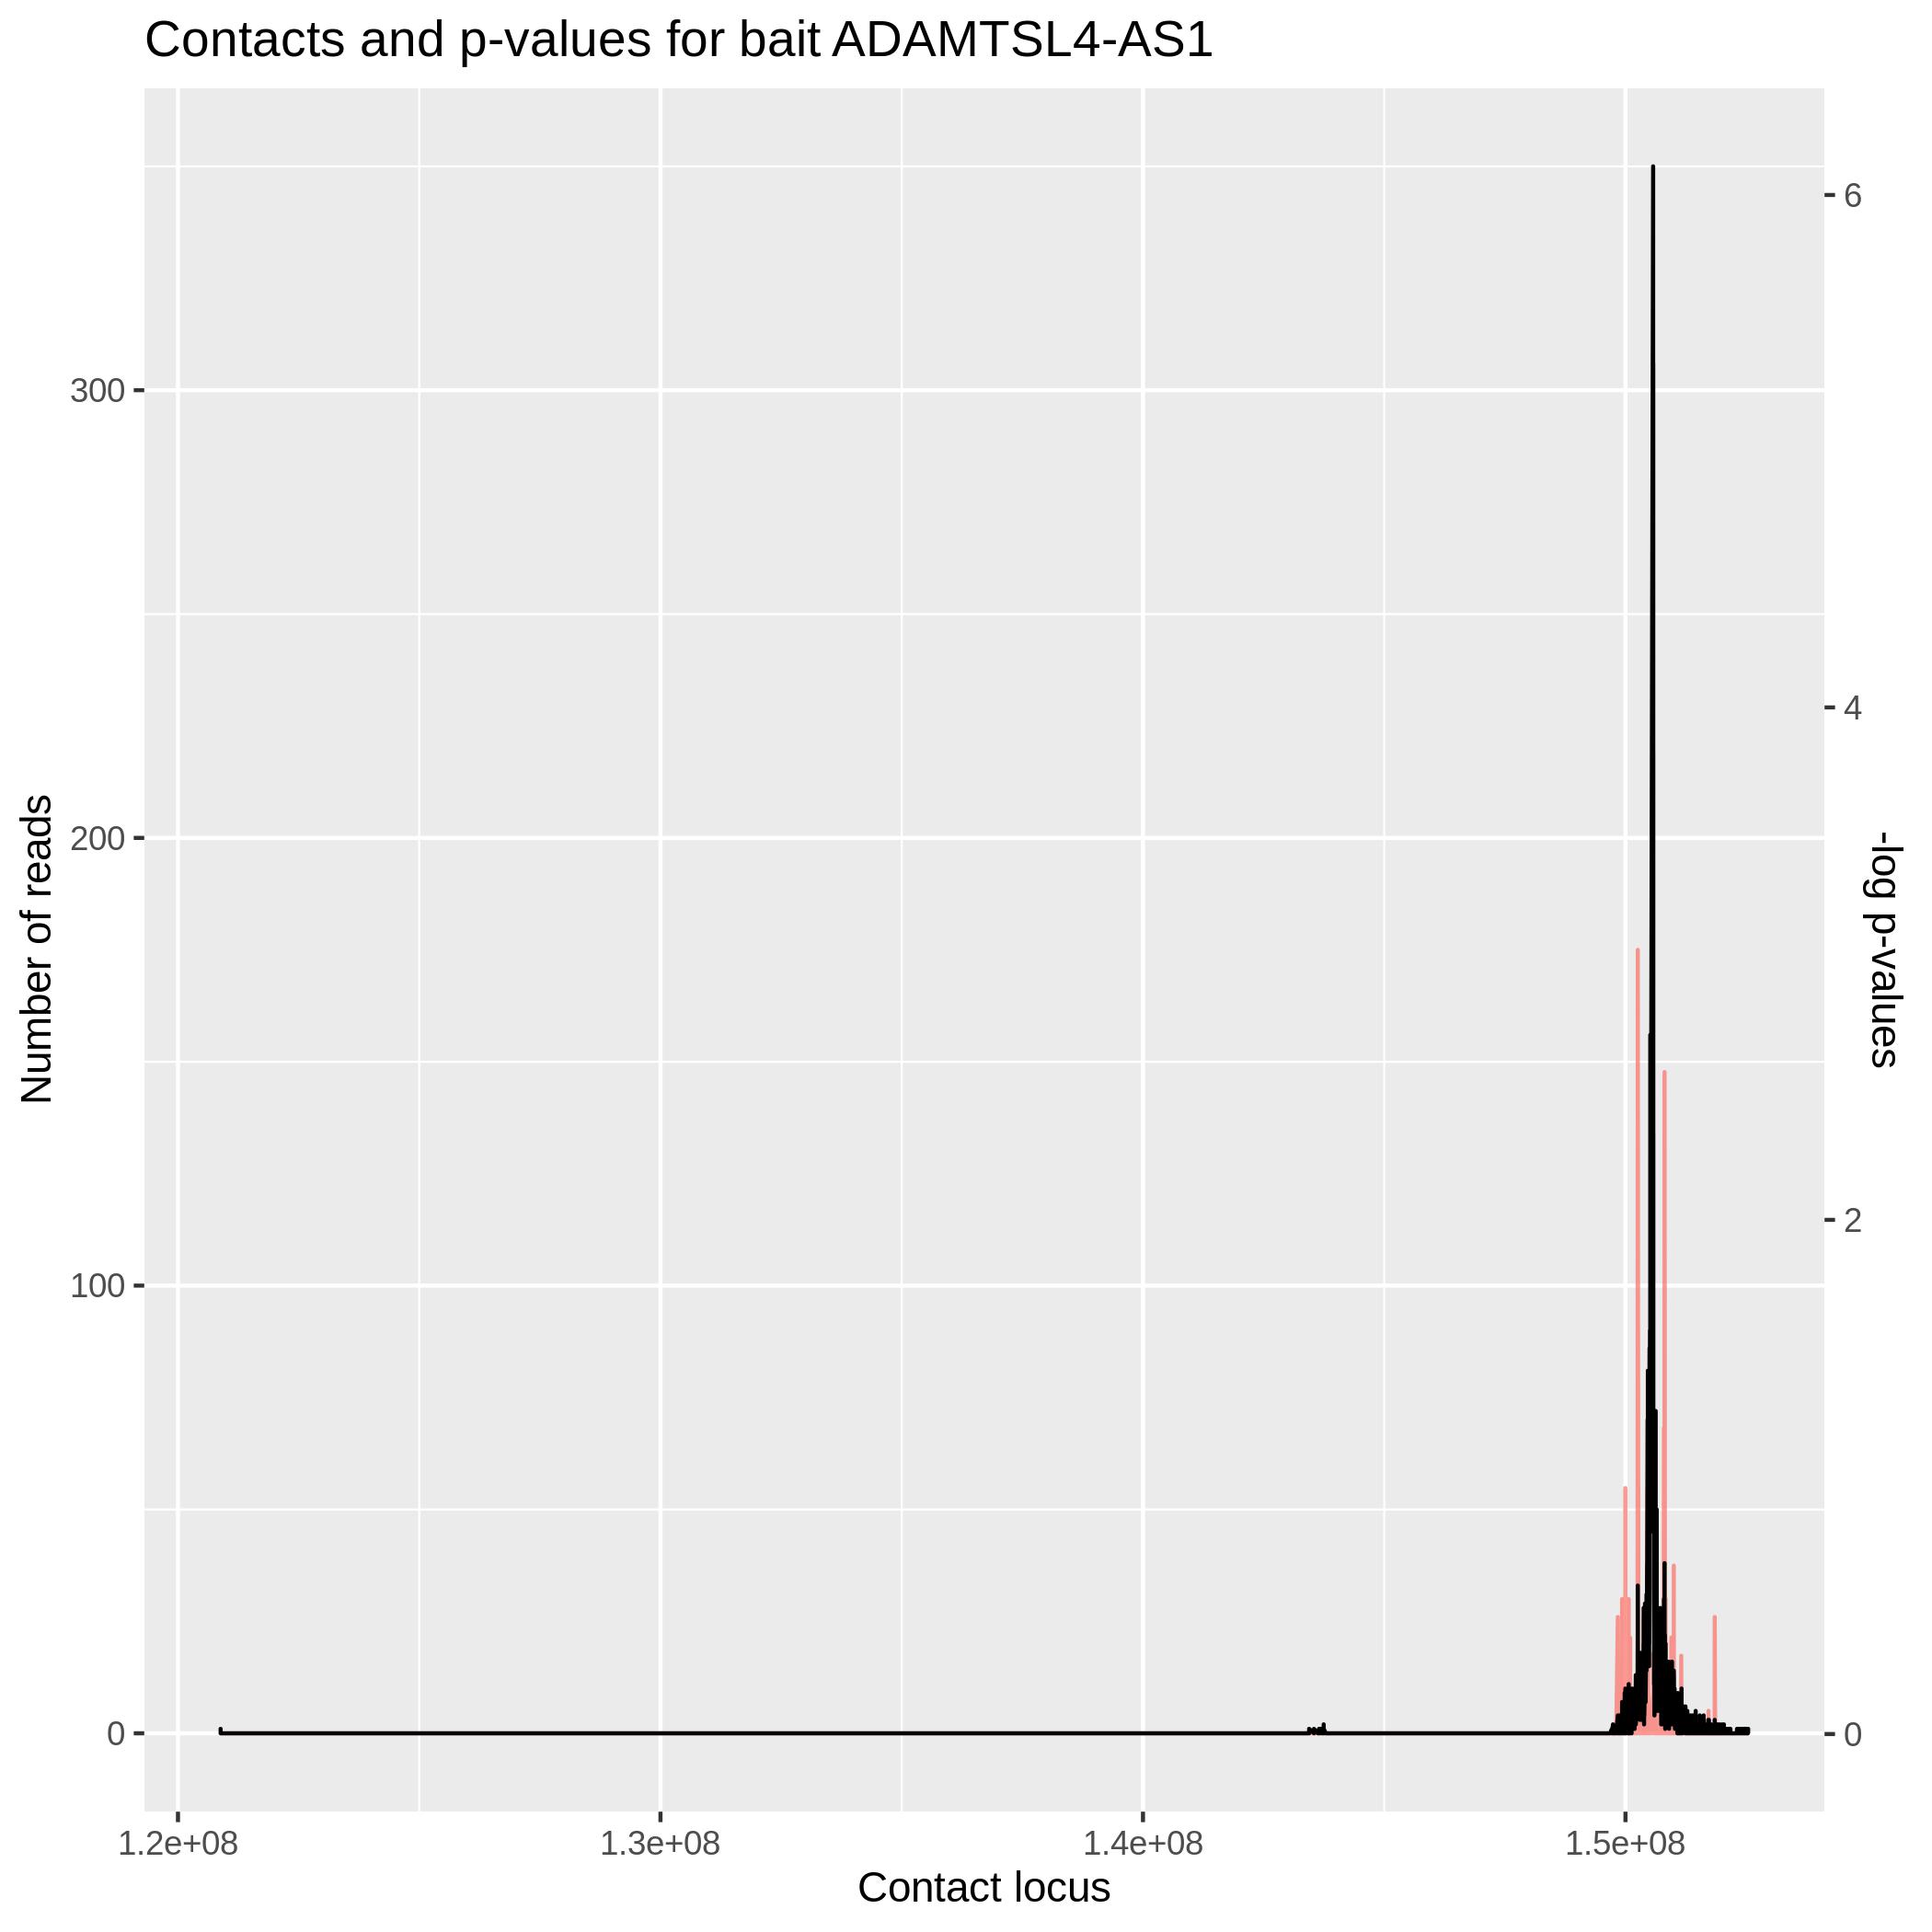 Contacts and p-values for bait ADAMTSL4-AS1
Number of reads
300
200
100
0
6
4
2
0
-log p-values
1.2e+08
1.3e+08
1.4e+08
1.5e+08
Contact locus